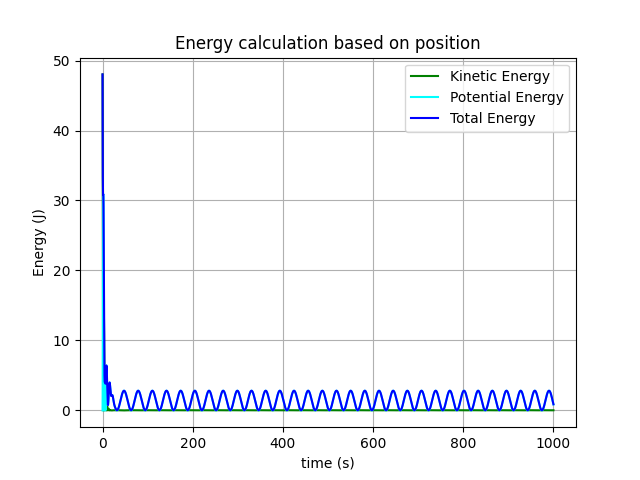 Energy calculation based on position
Kinetic Energy
Potential Energy
Total Energy
Energy (J)
50
40
30
20
10
0
0 200 400 600 800 1000
time (s)